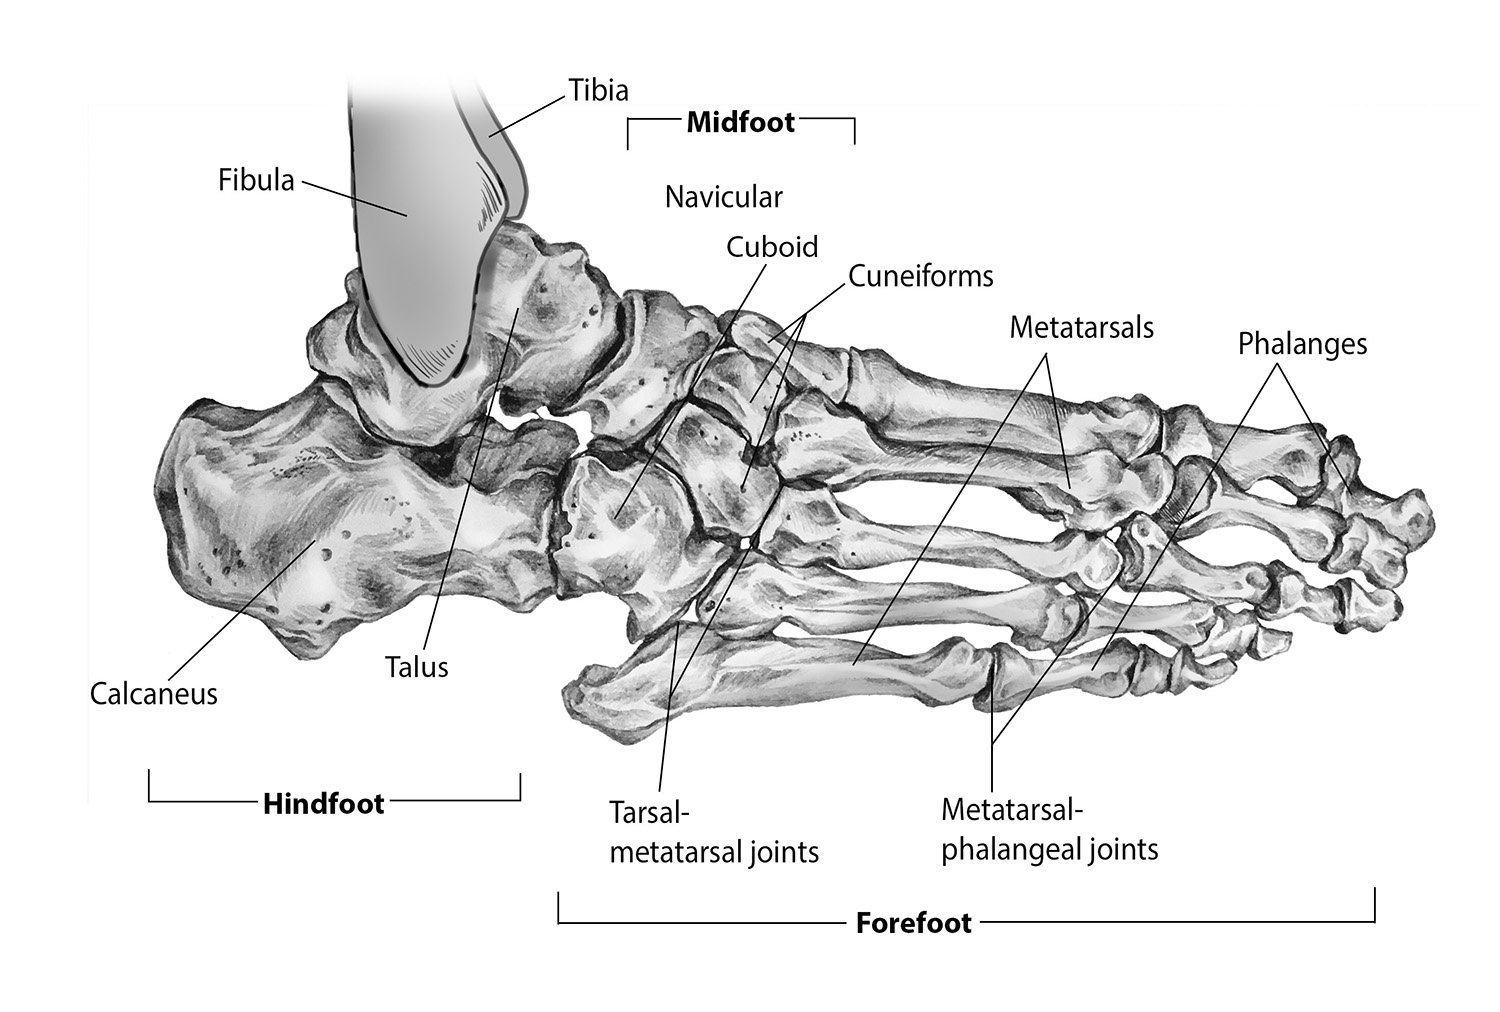 Tibia
Midfoot
Fibula
Navicular
Cuboid
Cuneiforms
Metatarsals
Phalanges
Talus
Calcaneus
Hindfoot
Tarsal-
metatarsal joints
Metatarsal-
phalangeal joints
Forefoot